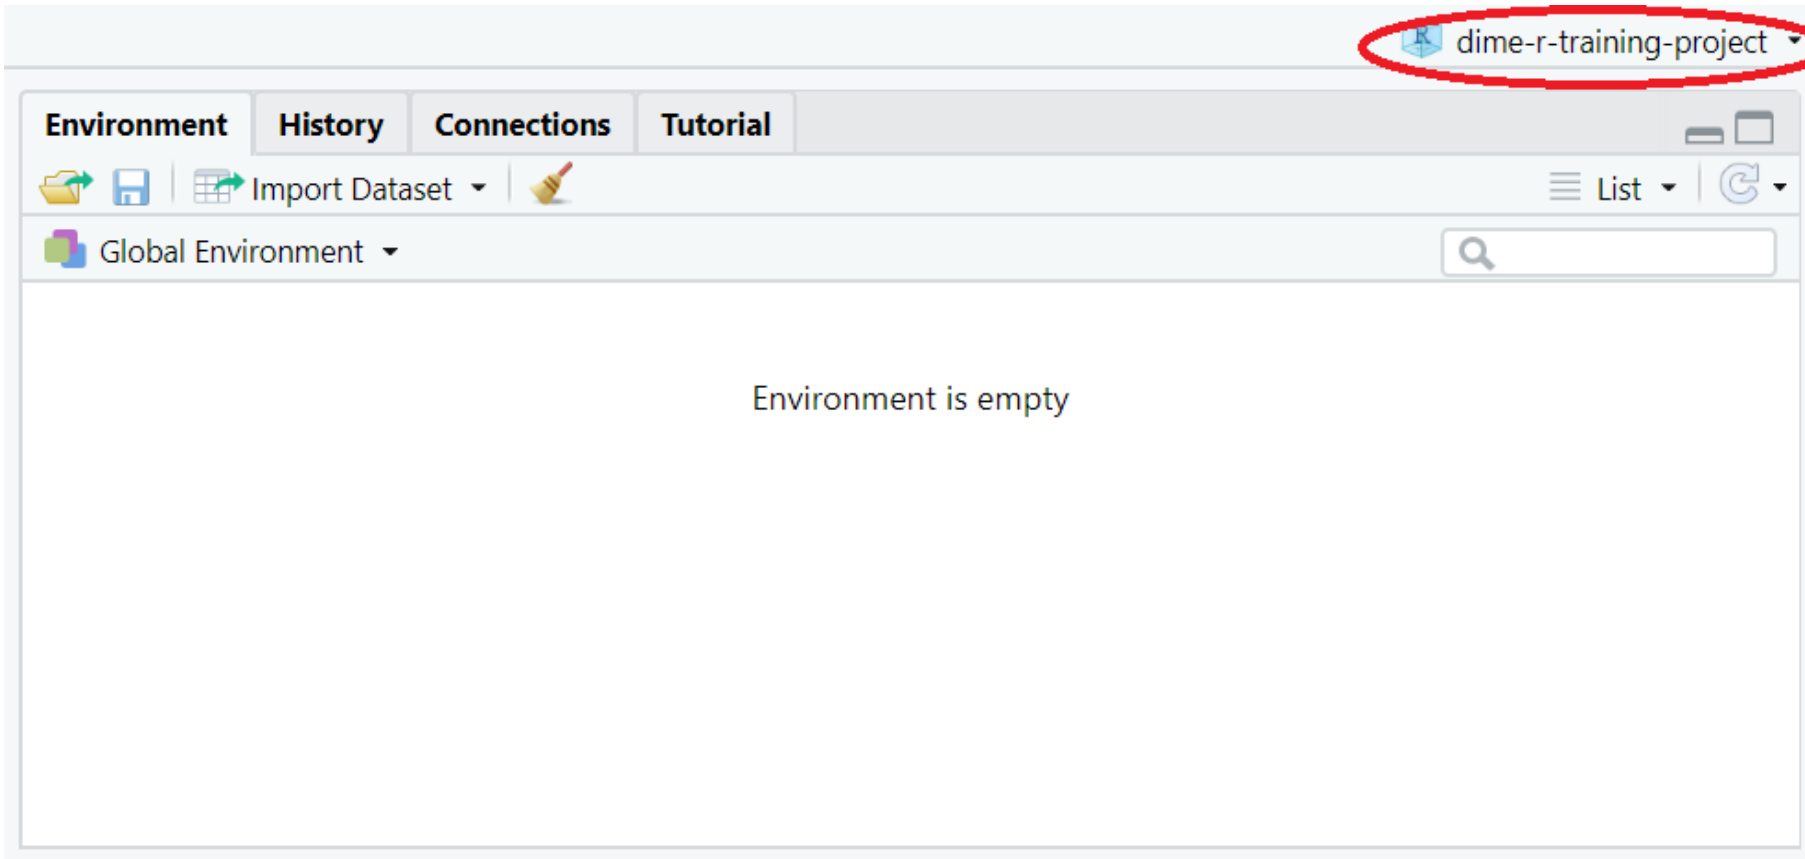 dime-r-training-project
Environment History Connections Tutorial
Import Dataset List
Global Environment
Environment is empty